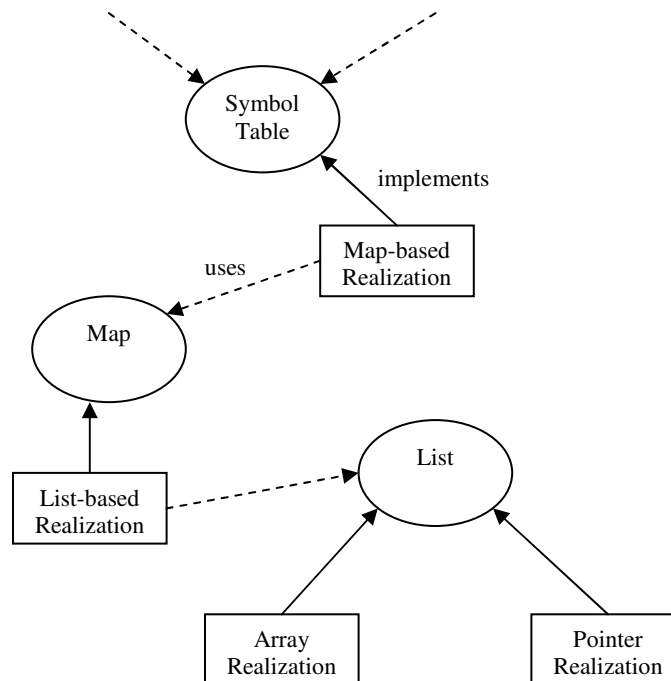 Symbol
Table
implements
Map-based
Realization
uses
Map
List
List-based
Realization
Array
Realization
Pointer
Realization